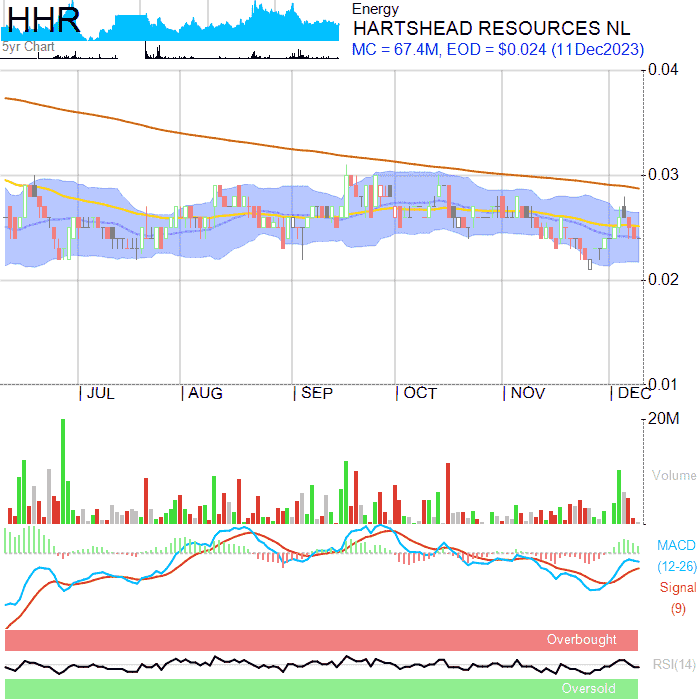 HHR
5yr Chart
Energy
HARTSHEAD RESOURCES NL
MC = 67.4M, EOD = $0.024 (11Dec2023)
0.04
0.03
0.02
0.01
JUL AUG SEP OCT NOV DEC
20M
Volume
MACD
(12-26)
Signal
(9)
Overbought
RSI(14)
Oversold